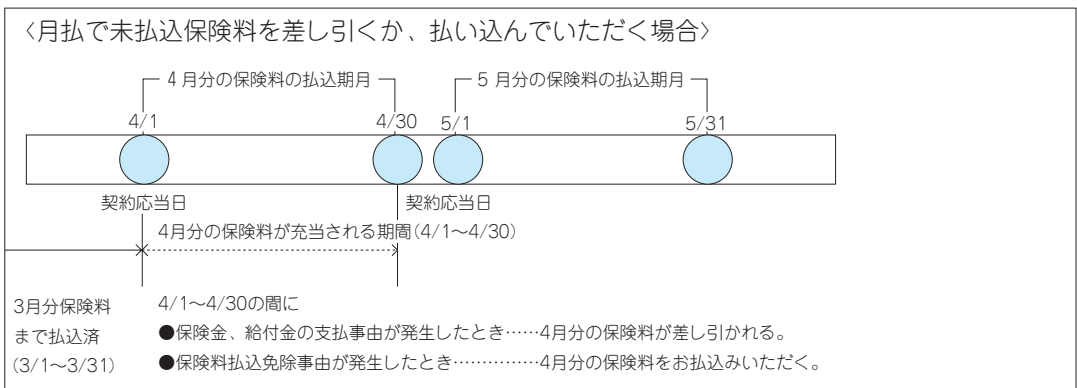 〈月払で未払込保険料を差し引くか、払い込んでいただく場合〉
4月分の保険料の払込期月
5月分の保険料の払込期月
4/1
4/30
5/1
5/31
契約応当日
契約応当日
4月分の保険料が充当される期間(4/1〜4/30)
3月分保険料
まで払込済
(3/1〜3/31)
4/1〜4/30の間に
●保険金、給付金の支払事由が発生したとき……4月分の保険料が差し引かれる。
●保険料払込免除事由が発生したとき……………4月分の保険料をお払込みいただく。